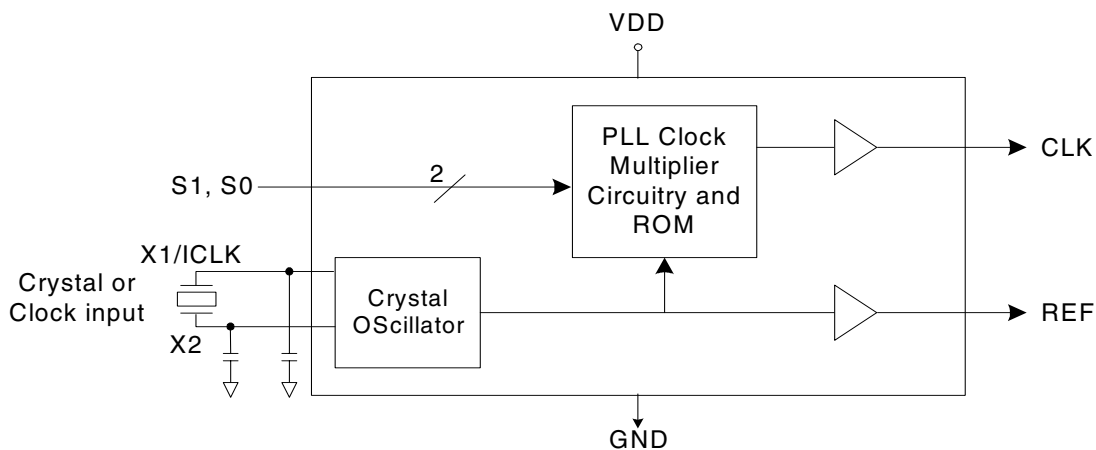 VDD
PLL Clock
Multiplier
Circuitry and
ROM
CLK
S1, S0
2
X1/ICLK
Crystal or
Clock input
X2
Crystal
OScillator
REF
GND